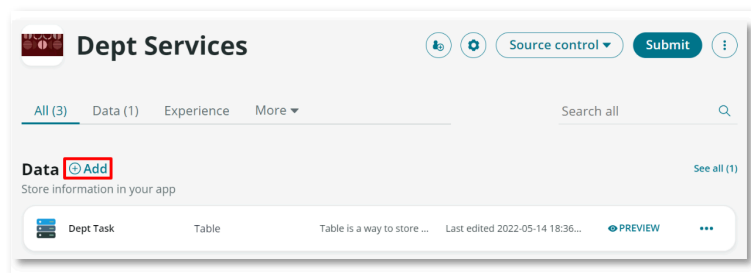 Dept Services
Source control
Submit
All (3) Data (1) Experience More
Search all
Data Add
See all (1)
Store information in your app
Dept Task Table Table is a way to store ... Last edited 2022-05-14 18:36... PREVIEW